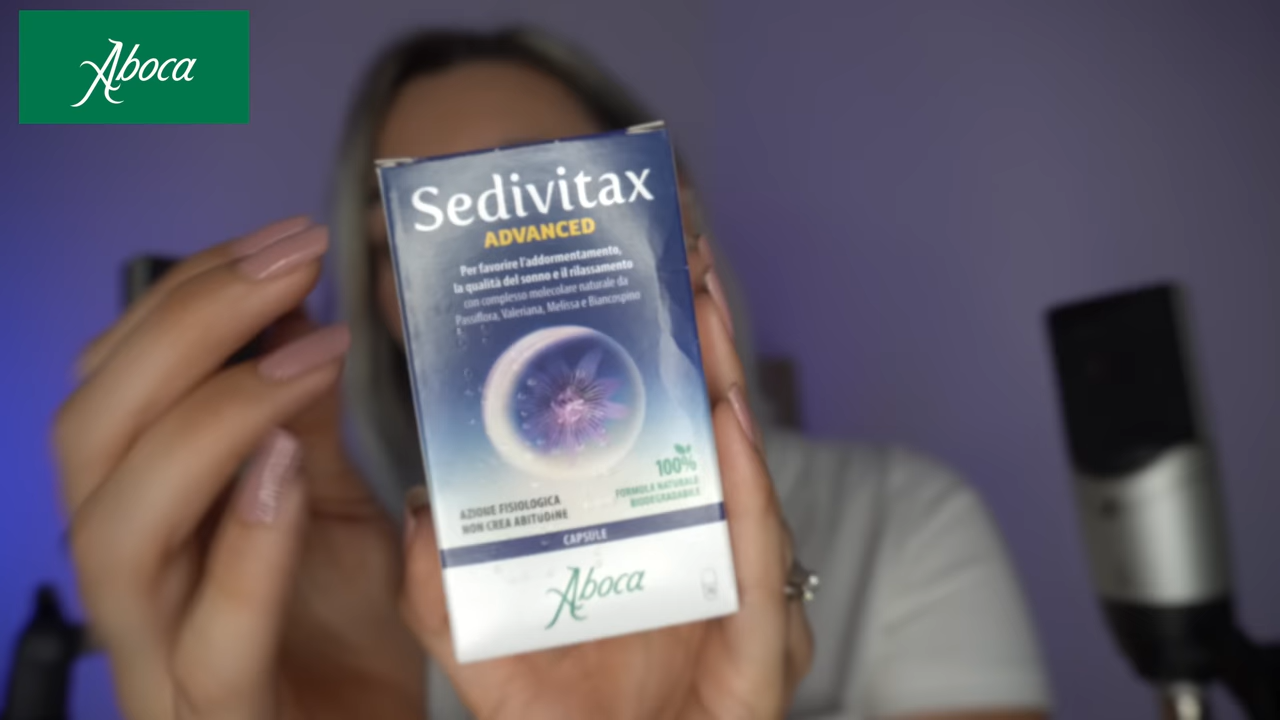 Aboca
Sedivitax
ADVANCED
Per favorire l'addormentamento,
la qualità del sonno e il rilassamento
con complesso molecolare naturale da
Passiflora, Valeriana, Melissa e Biancospino
100%
FORMULA NATURALE
BIODEGRADABILE
AZIONE FISIOLOGICA
NON CREA ABITUDINE
CAPSULE
Aboca